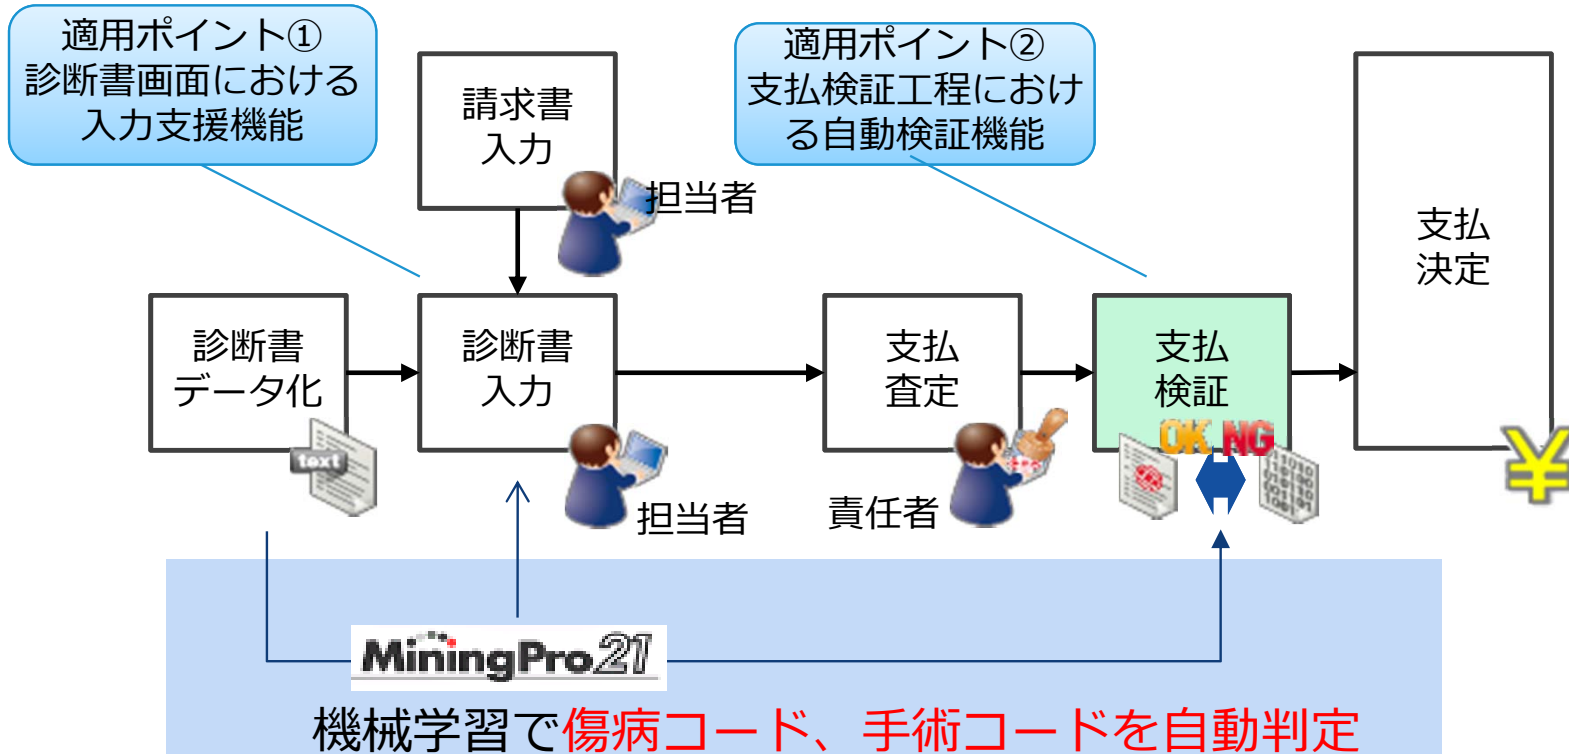 適用ポイント①
診断書画面における
入力支援機能
請求書
入力
担当者
適用ポイント②
支払検証工程におけ
る自動検証機能
支払
決定
診断書
データ化
text
診断書
入力
担当者
支払
査定
責任者
支払
検証
OK NG
¥
MiningPro21
機械学習で傷病コード、手術コードを自動判定